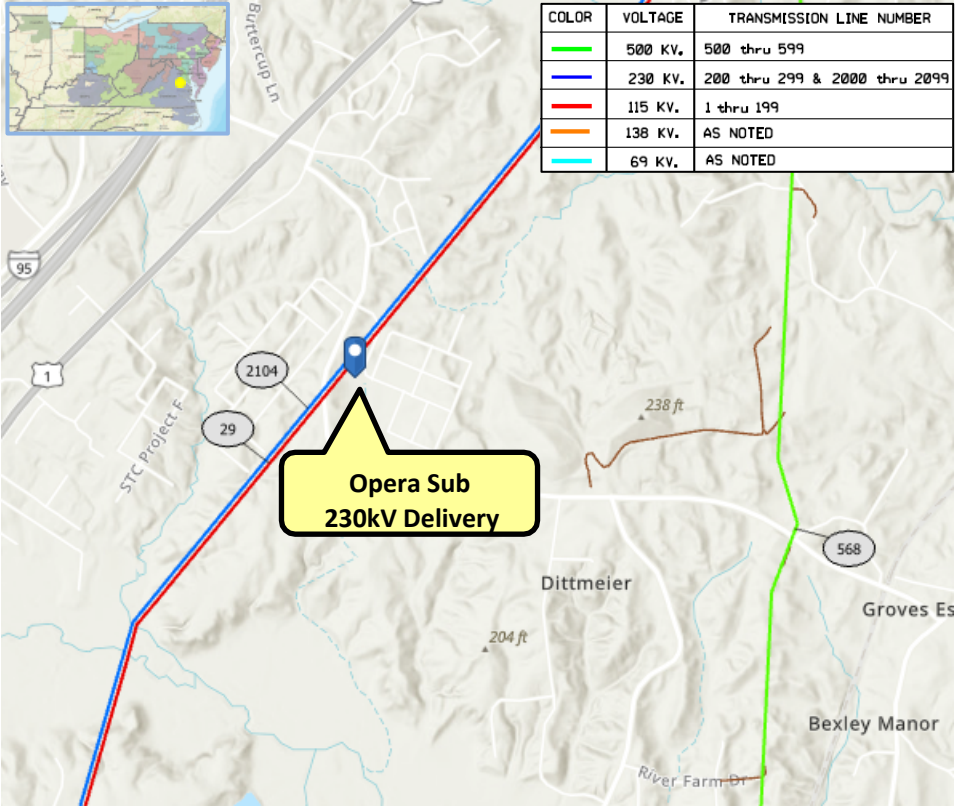 COLOR VOLTAGE TRANSMISSION LINE NUMBER
500 KV. 500 thru 599
230 KV. 200 thru 299 & 2000 thru 2099
115 KV. 1 thru 199
138 KV. AS NOTED
69 KV. AS NOTED
Buttercup Ln
95
1
2104
29
STC Project F
238 ft
Opera Sub
230kV Delivery
568
Dittmeier
Groves Es
204 ft
Bexley Manor
River Farm Dr